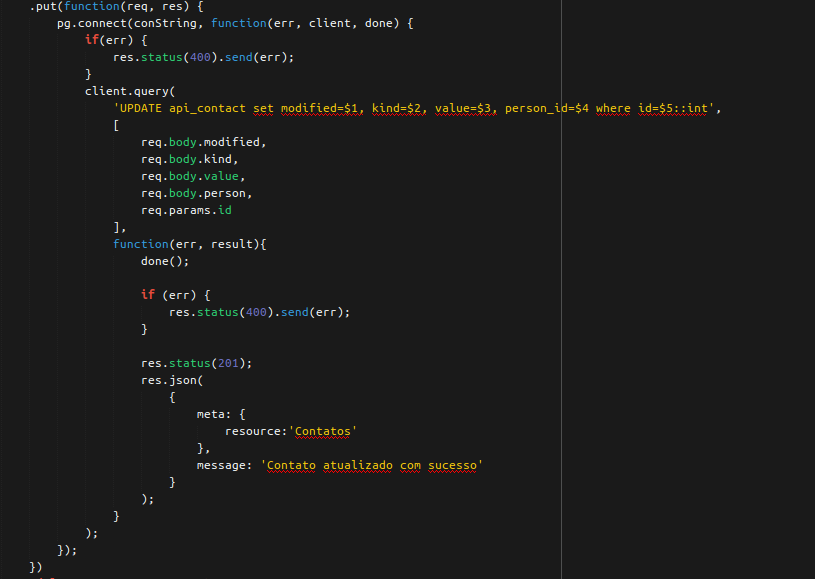 .put(function(req, res) {
    pg.connect(conString, function(err, client, done) {
        if(err) {
            res.status(400).send(err);
        }
        client.query(
            'UPDATE api_contact set modified=$1, kind=$2, value=$3, person_id=$4 where id=$5::int',
            [
                req.body.modified,
                req.body.kind,
                req.body.value,
                req.body.person,
                req.params.id
            ],
            function(err, result){
                done();

                if (err) {
                    res.status(400).send(err);
                }

                res.status(201);
                res.json(
                    {
                        meta: {
                            resource:'Contatos'
                        },
                        message: 'Contato atualizado com sucesso'
                    }
                );
            }
        );
    });
})